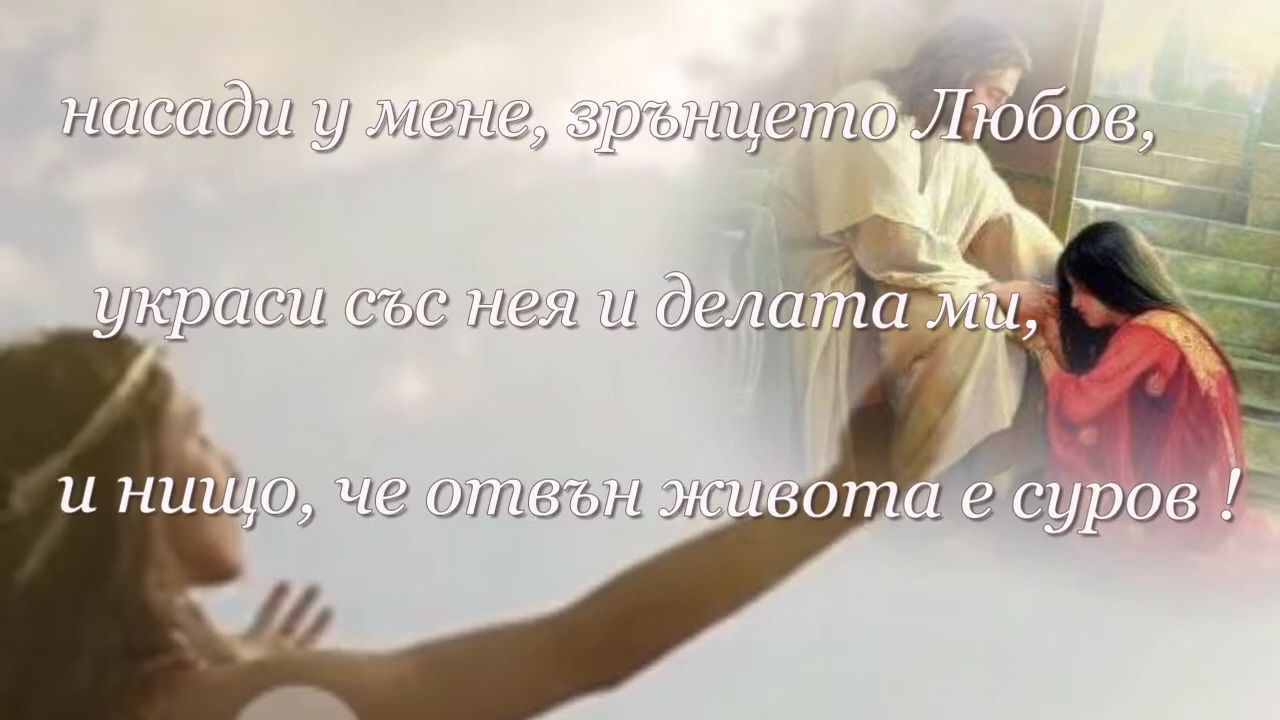 насади у мене, зрънцето Любов,
украси със нея и делата ми,
и нищо, че отвън живота е суров !